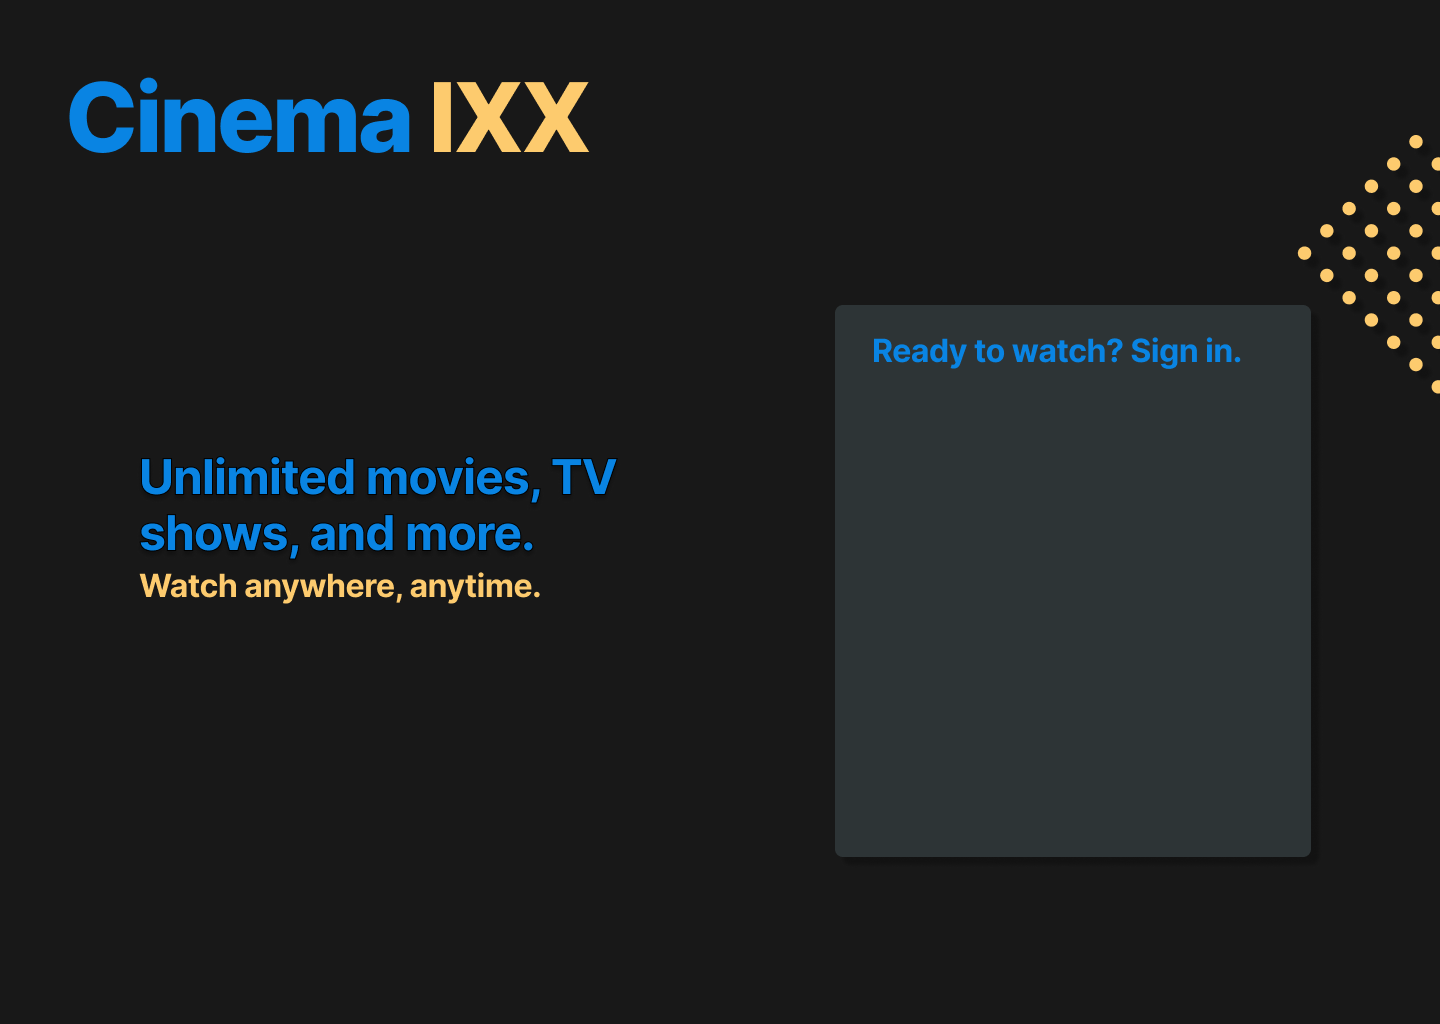 Cinema IXX
Ready to watch? Sign in.
Unlimited movies, TV
shows, and more.
Watch anywhere, anytime.